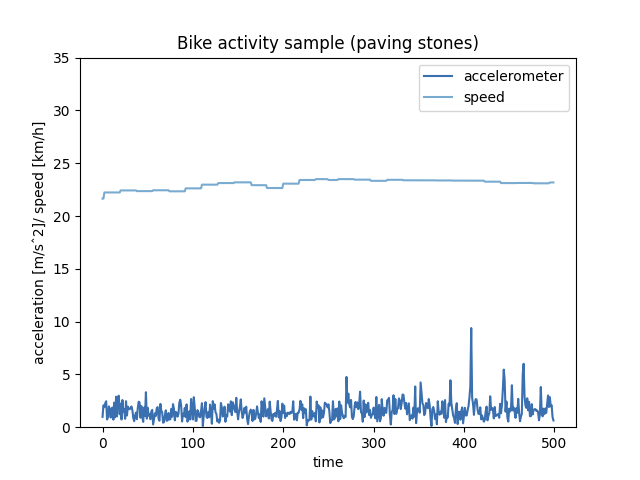 Bike activity sample (paving stones)
acceleration [m/sˆ2]/ speed [km/h]
35
30
25
20
15
10
5
0
accelerometer
speed
0 100 200 300 400 500
time